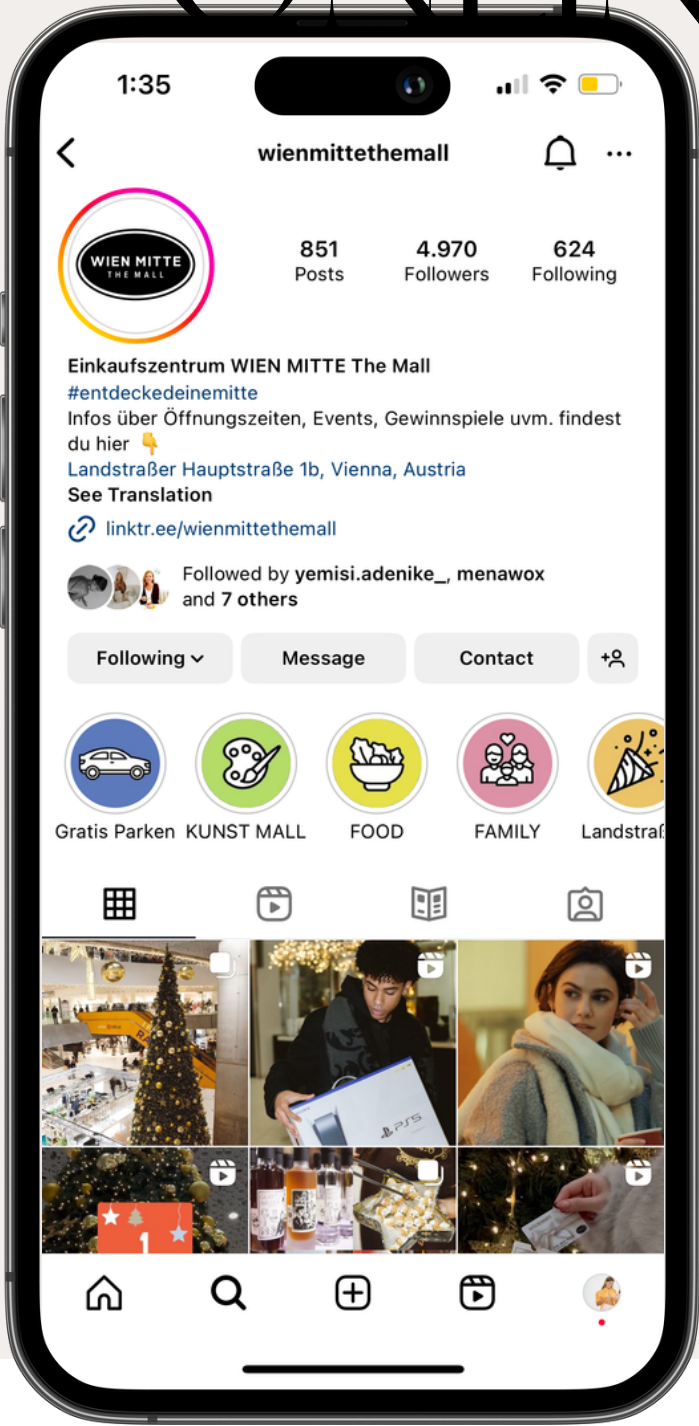 1:35
wienmittethemall
WIEN MITTE
THE MALL
851
Posts
4.970
Followers
624
Following
Einkaufszentrum WIEN MITTE The Mall
#entdeckedeinemitte
Infos über Öffnungszeiten, Events, Gewinnspiele uvm. findest
du hier 👇
Landstraßer Hauptstraße 1b, Vienna, Austria
See Translation
linktr.ee/wienmittethemall
Followed by yemisi.adenike_, menawox
and 7 others
Following
Message
Contact
Gratis Parken
KUNST MALL
FOOD
FAMILY
Landstraß
PS5
1